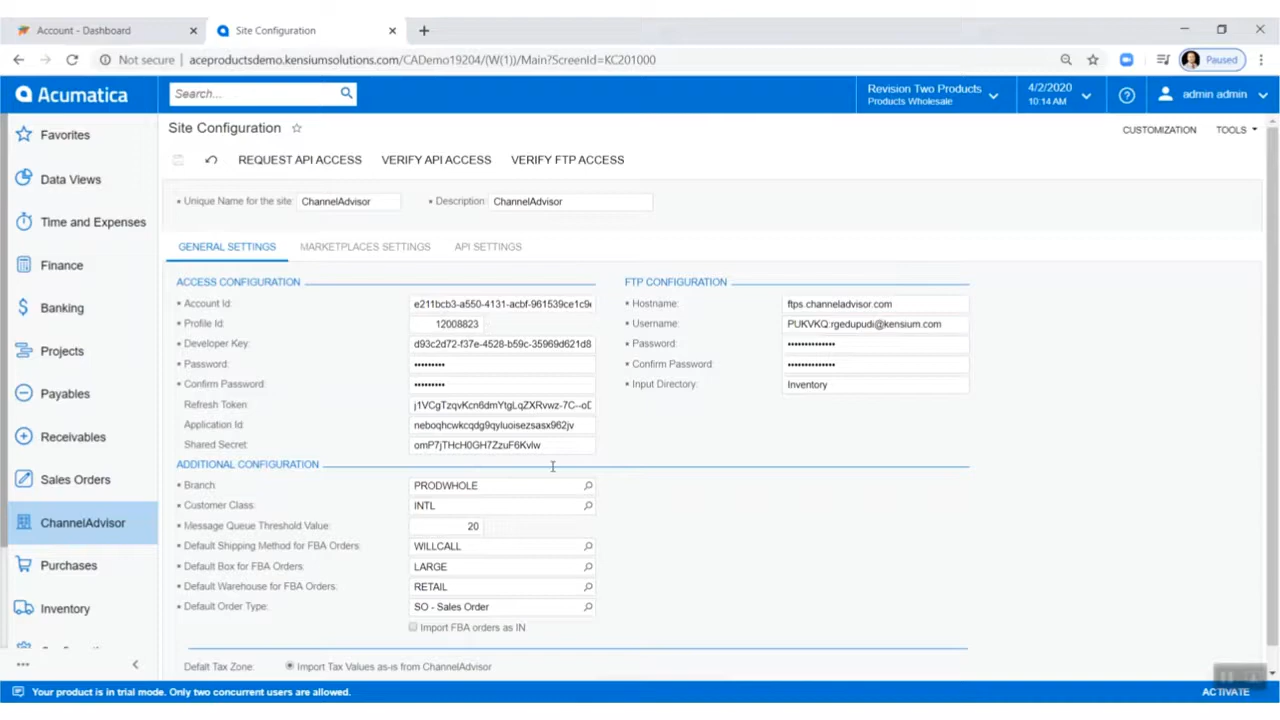 Account - Dashboard
Site Configuration
Not secure
aceproductsdemo.kensiumsolutions.com/CADemo19204/(W(1))/Main?ScreenId=KC201000
Paused
Acumatica
Search...
Revision Two Products
Products Wholesale
4/2/2020
10:14 AM
admin admin
Favorites
Data Views
Time and Expenses
Finance
Banking
Projects
Payables
Receivables
Sales Orders
ChannelAdvisor
Purchases
Inventory
Site Configuration
CUSTOMIZATION
TOOLS
REQUEST API ACCESS
VERIFY API ACCESS
VERIFY FTP ACCESS
Unique Name for the site: ChannelAdvisor
Description: ChannelAdvisor
GENERAL SETTINGS
MARKETPLACES SETTINGS
API SETTINGS
ACCESS CONFIGURATION
Account Id: e211bcb3-a550-4131-acbf-961539ce1c9
Profile Id: 12008823
Developer Key: d93c2d72-f37e-4528-b59c-35969d621d8
Password: •••••••••
Confirm Password: •••••••••
Refresh Token: j1VCgTzqvKcn6dmYtgLqZXRvwz-7C--oD
Application Id: neboqhcwkcqdg9qyluoisezsasx962jv
Shared Secret: omP7jTHcH0GH7ZzuF6Kvlw
FTP CONFIGURATION
Hostname: ftps.channeladvisor.com
Username: PUKVKQ:rgedupudi@kensium.com
Password: ••••••••••••••
Confirm Password: ••••••••••••••
Input Directory: Inventory
ADDITIONAL CONFIGURATION
Branch: PRODWHOLE
Customer Class: INTL
Message Queue Threshold Value: 20
Default Shipping Method for FBA Orders: WILLCALL
Default Box for FBA Orders: LARGE
Default Warehouse for FBA Orders: RETAIL
Default Order Type: SO - Sales Order
Import FBA orders as IN
Defalt Tax Zone: Import Tax Values as-is from ChannelAdvisor
Your product is in trial mode. Only two concurrent users are allowed.
ACTIVATE